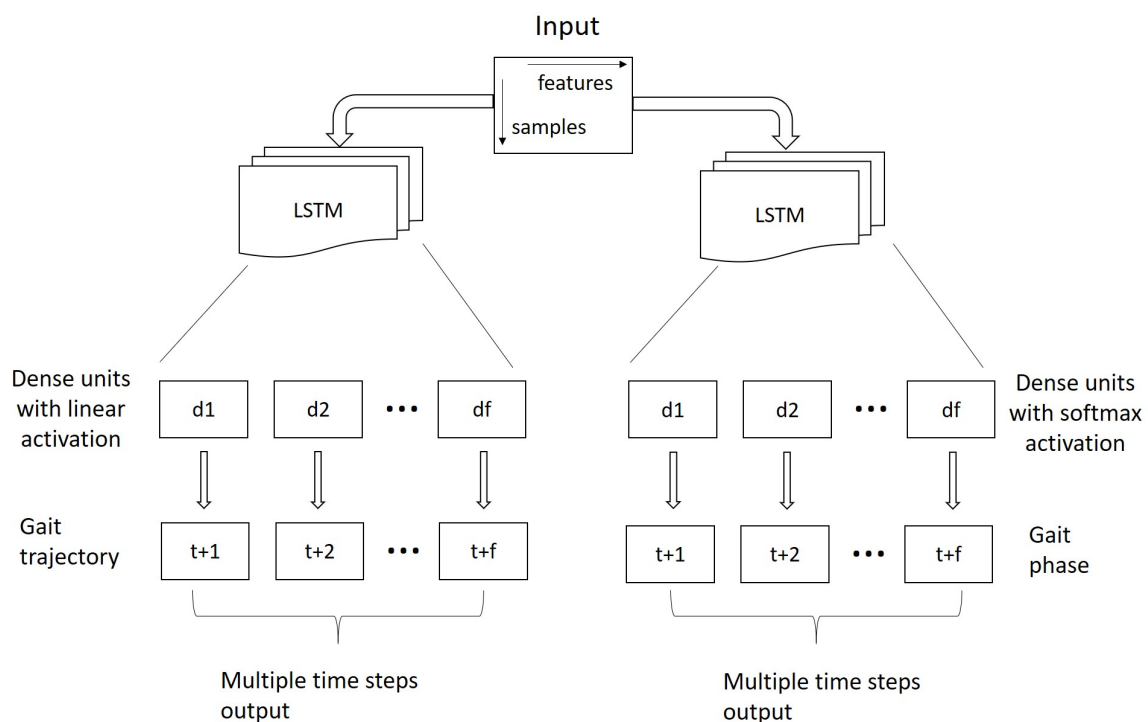 Input
features
samples
LSTM
LSTM
Dense units
with linear
activation
d1
d2
•••
df
d1
d2
•••
df
Dense units
with softmax
activation
Gait
trajectory
t+1
t+2
•••
t+f
t+1
t+2
•••
t+f
Gait
phase
Multiple time steps
output
Multiple time steps
output